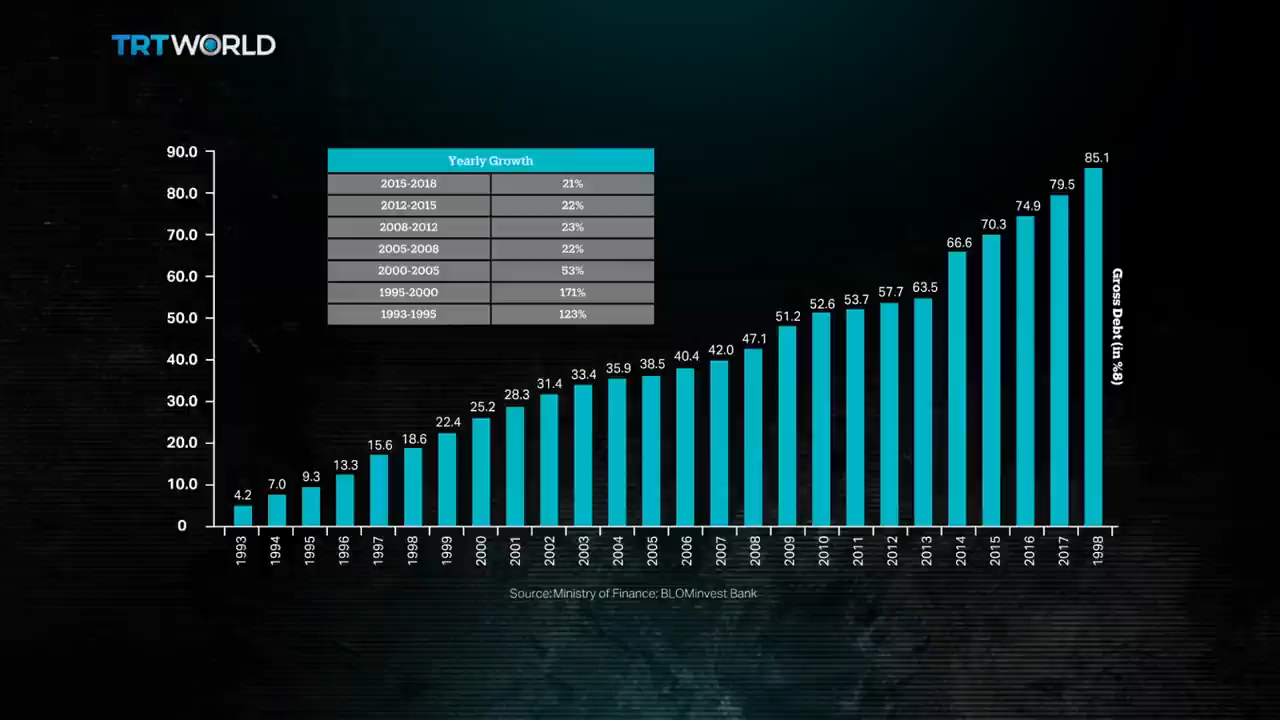 TRT WORLD
90.0
80.0
70.0
60.0
50.0
40.0
30.0
20.0
10.0
0
Yearly Growth
2015-2018 21%
2012-2015 22%
2008-2012 23%
2005-2008 22%
2000-2005 53%
1995-2000 171%
1993-1995 123%
4.2 7.0 9.3 13.3 15.6 18.6 22.4 25.2 28.3 31.4 33.4 35.9 38.5 40.4 42.0 47.1 51.2 52.6 53.7 57.7 63.5 66.6 70.3 74.9 79.5 85.1
Gross Debt (in %8)
1993 1994 1995 1996 1997 1998 1999 2000 2001 2002 2003 2004 2005 2006 2007 2008 2009 2010 2011 2012 2013 2014 2015 2016 2017 1998
Source: Ministry of Finance; BLOMinvest Bank